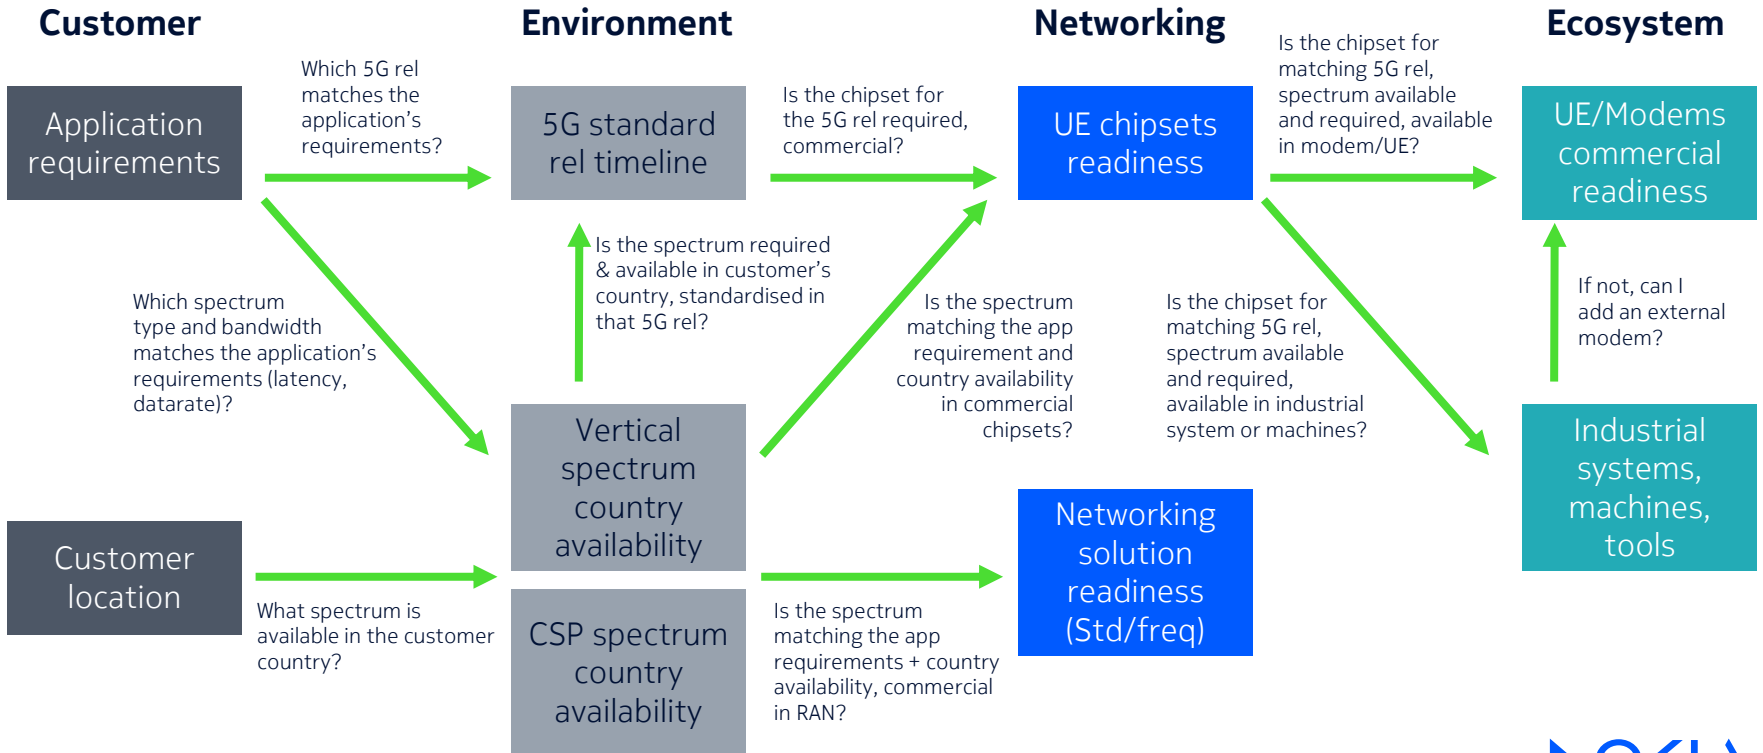 Customer
Environment
Networking
Ecosystem
Application
requirements
Which 5G rel
matches the
application’s
requirements?
5G standard
rel timeline
Is the chipset for
the 5G rel required,
commercial?
UE chipsets
readiness
Is the chipset for
matching 5G rel,
spectrum available
and required, available
in modem/UE?
UE/Modems
commercial
readiness
Which spectrum
type and bandwidth
matches the application’s
requirements (latency,
datarate)?
Is the spectrum required
& available in customer’s
country, standardised in
that 5G rel?
Is the spectrum
matching the app
requirement and
country availability
in commercial
chipsets?
Is the chipset for
matching 5G rel,
spectrum available
and required,
available in industrial
system or machines?
If not, can I
add an external
modem?
Vertical
spectrum
country
availability
Industrial
systems,
machines,
tools
Customer
location
What spectrum is
available in the customer
country?
CSP spectrum
country
availability
Is the spectrum
matching the app
requirements + country
availability, commercial
in RAN?
Networking
solution
readiness
(Std/freq)